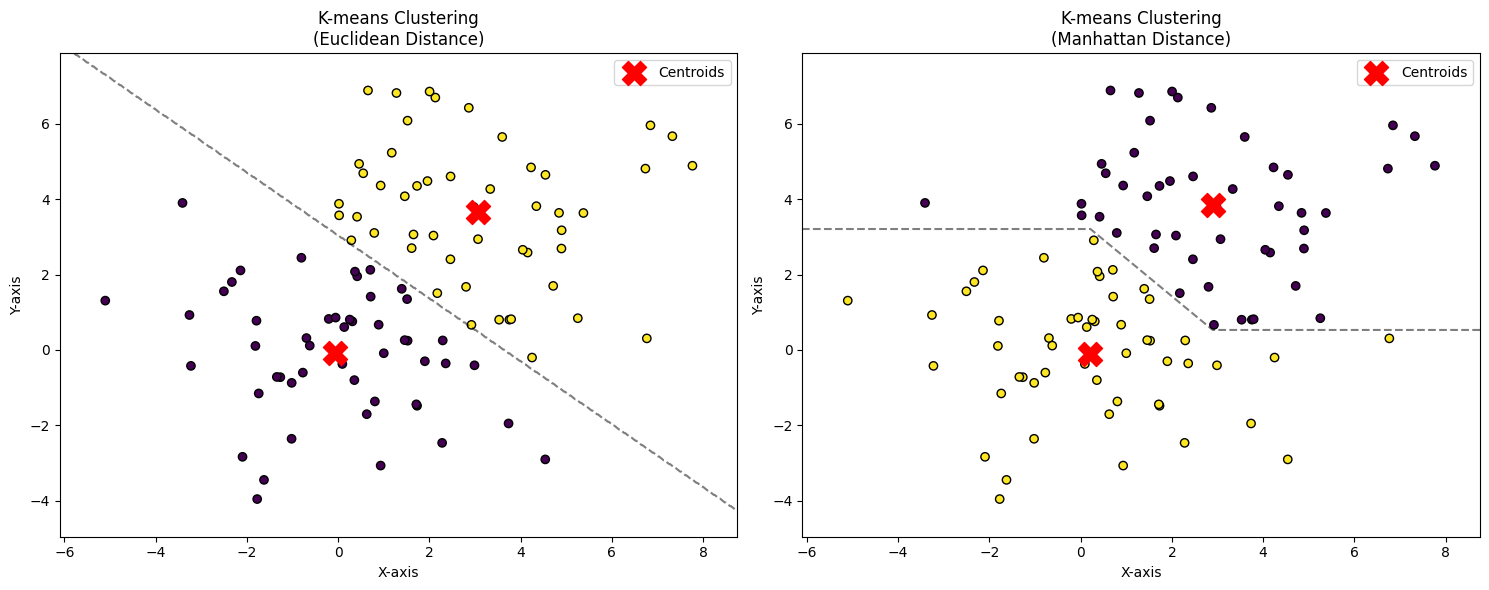 K-means Clustering
(Euclidean Distance)
Centroids
Y-axis
6
4
2
0
−2
−4
−6
−4
−2
0
2
4
6
8
X-axis
K-means Clustering
(Manhattan Distance)
Centroids
Y-axis
6
4
2
0
−2
−4
−6
−4
−2
0
2
4
6
8
X-axis